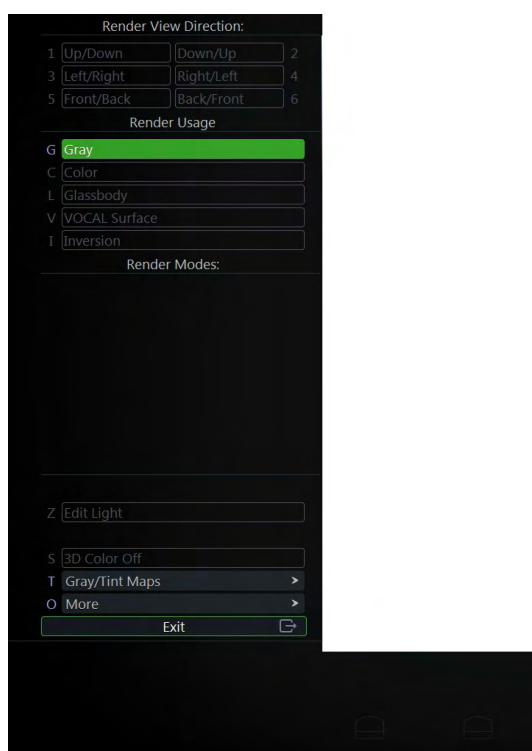 Render View Direction:
1 Up/Down Down/Up 2
3 Left/Right Right/Left 4
5 Front/Back Back/Front 6
Render Usage
G Gray
C Color
L Glassbody
V VOCAL Surface
I Inversion
Render Modes:
Z Edit Light
S 3D Color Off
T Gray/Tint Maps >
O More >
Exit